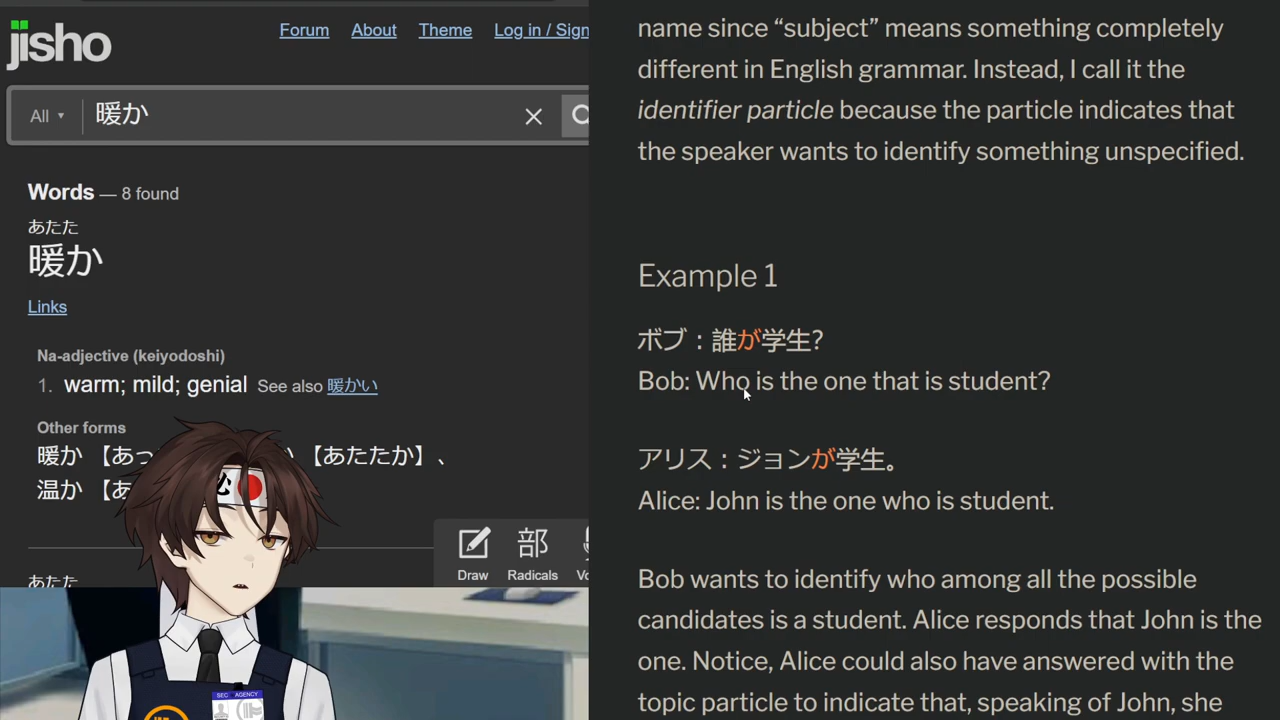 jisho
Forum About Theme Log in / Sign
All ▾ 暖か
Words — 8 found
あたた
暖か
Links
Na-adjective (keiyodoshi)
1. warm; mild; genial See also 暖かい
Other forms
暖か 【あっ 【あたたか】、
温か 【あ
Draw Radicals
あたた
必
SEC AGENCY
name since “subject” means something completely
different in English grammar. Instead, I call it the
identifier particle because the particle indicates that
the speaker wants to identify something unspecified.
Example 1
ボブ：誰が学生?
Bob: Who is the one that is student?
アリス：ジョンが学生。
Alice: John is the one who is student.
Bob wants to identify who among all the possible
candidates is a student. Alice responds that John is the
one. Notice, Alice could also have answered with the
topic particle to indicate that, speaking of John, she